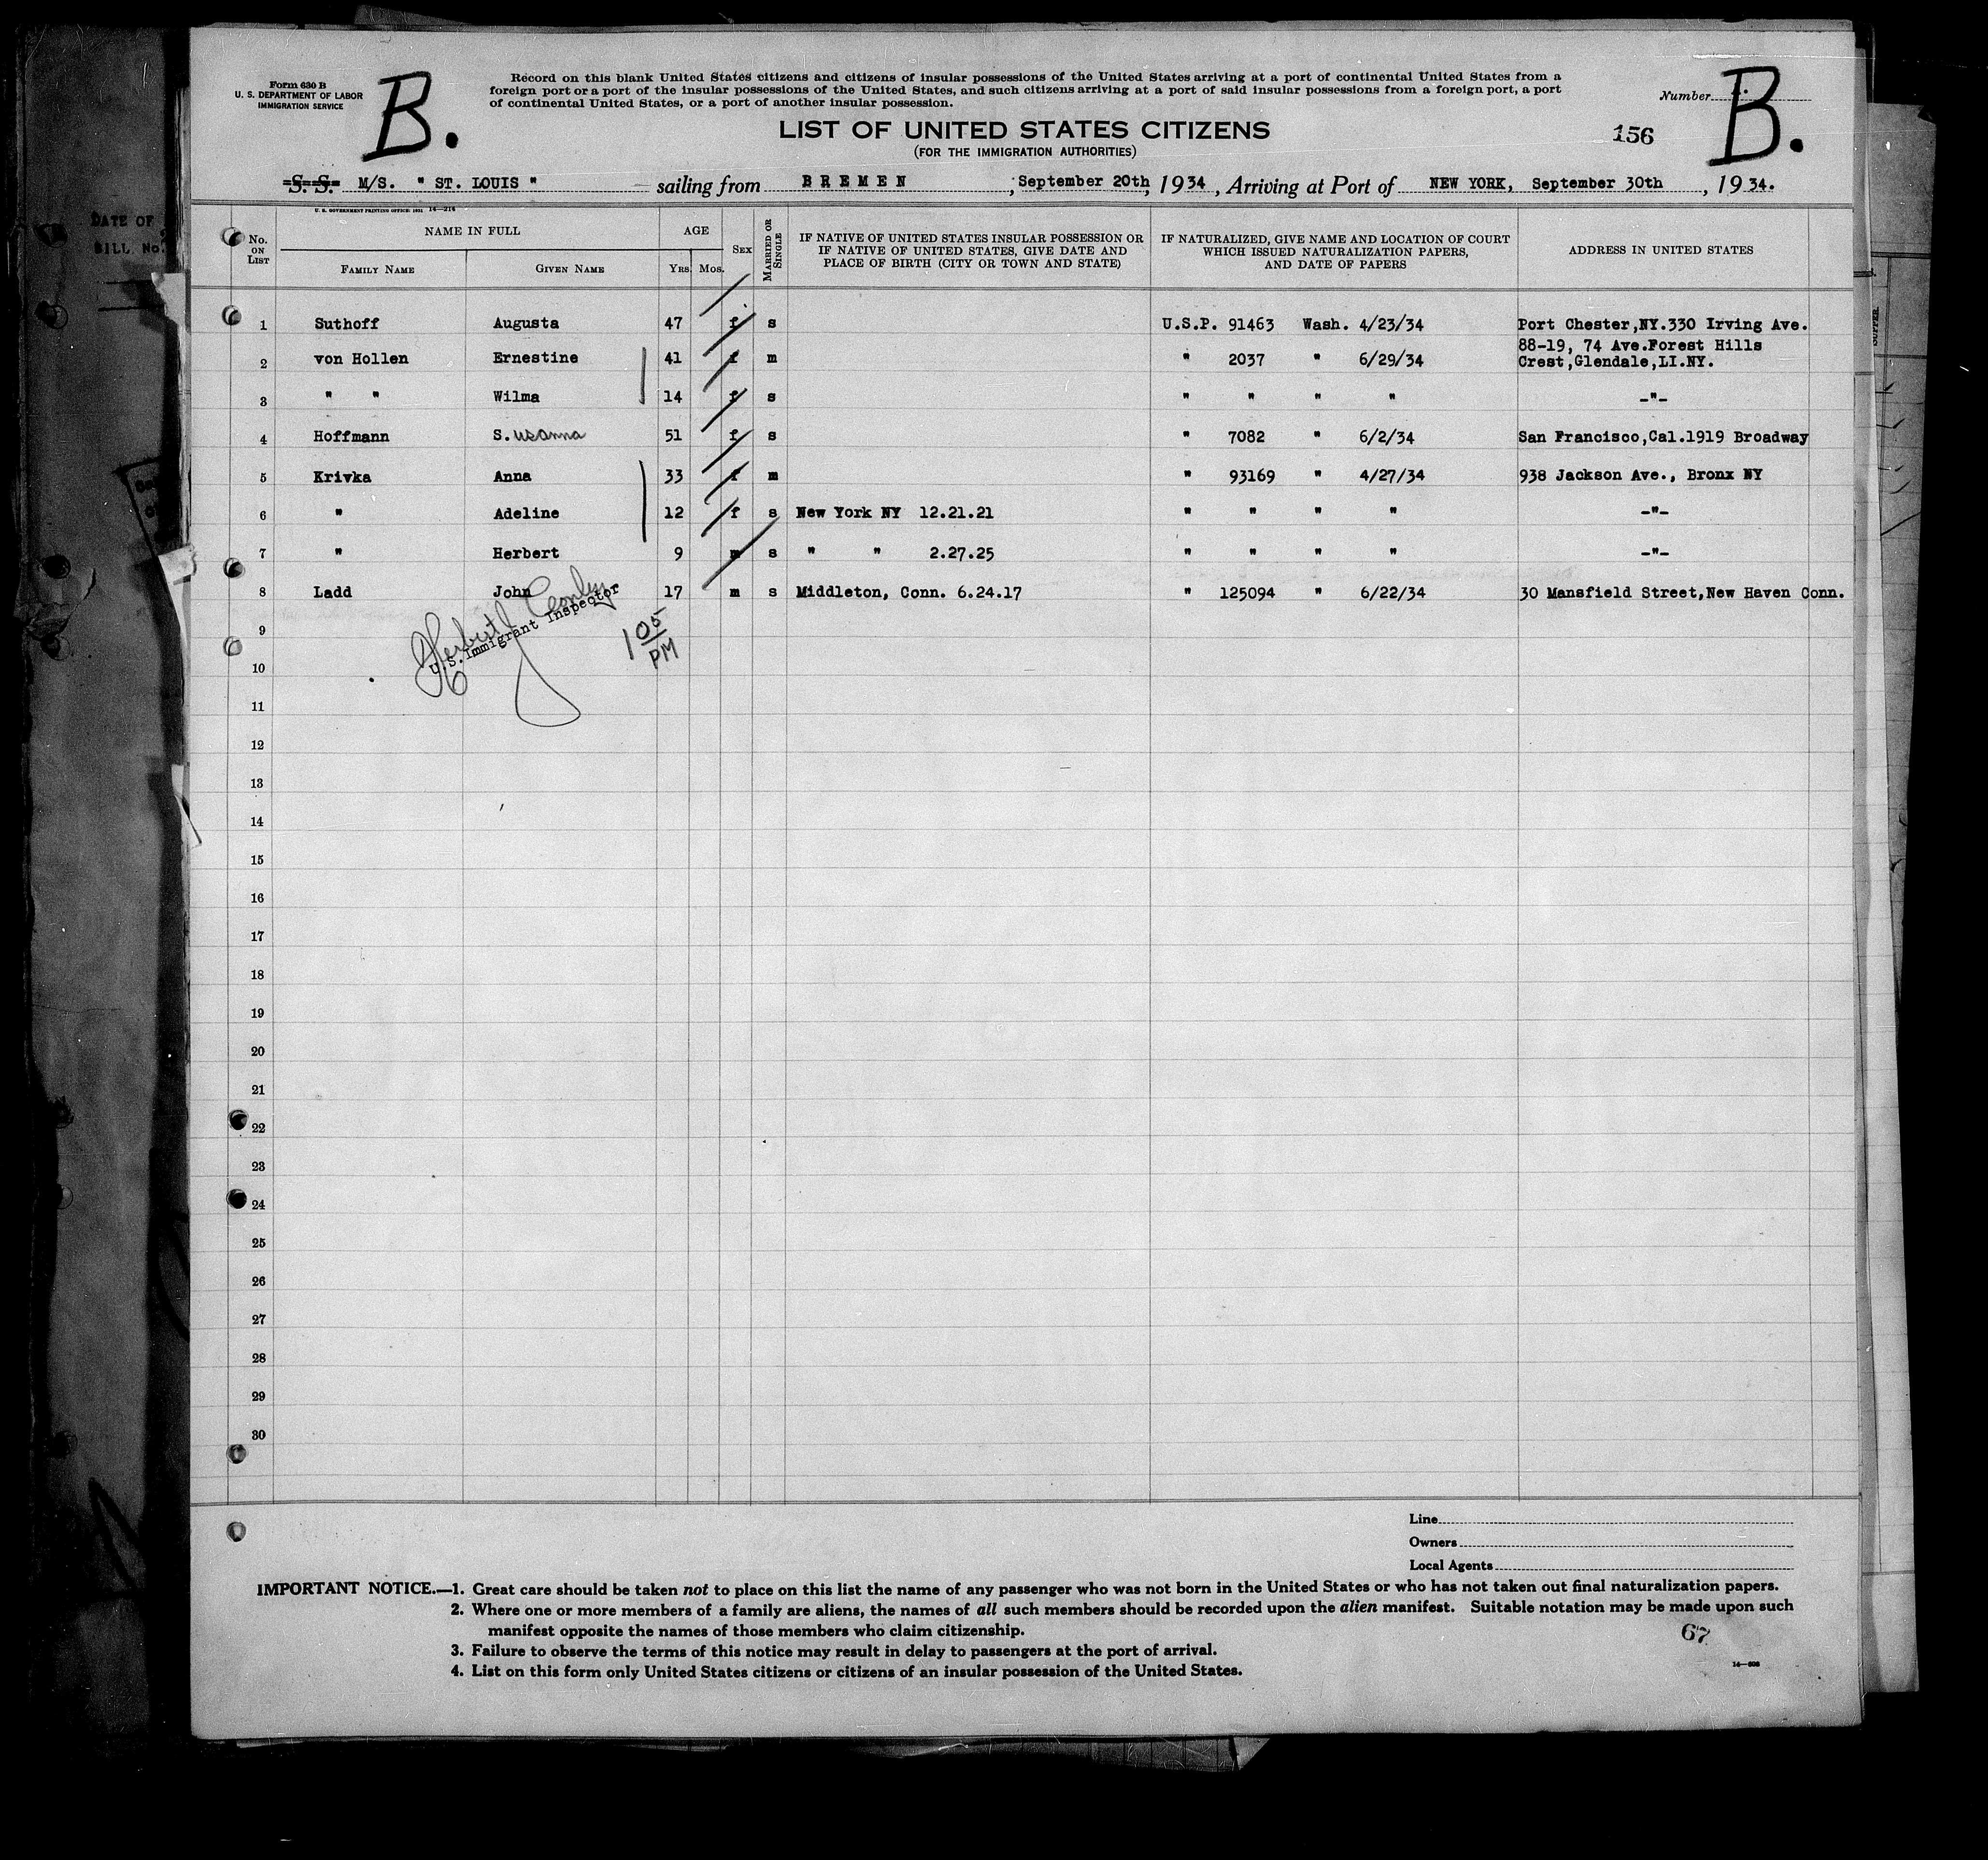 Form 630 B
U. S. DEPARTMENT OF LABOR
IMMIGRATION SERVICE
B.
Record on this blank United States citizens and citizens of insular possessions of the United States arriving at a port of continental United States from a
foreign port or a port of the insular possessions of the United States, and such citizens arriving at a port of said insular possessions from a foreign port, a port
of continental United States, or a port of another insular possession.
Number
B.
LIST OF UNITED STATES CITIZENS
(FOR THE IMMIGRATION AUTHORITIES)
156
S. S. M/S. " ST. LOUIS " sailing from BREMEN, September 20th, 1934, Arriving at Port of NEW YORK, September 30th, 1934.
U. S. GOVERNMENT PRINTING OFFICE: 1931 14—214
No. ON LIST
NAME IN FULL
FAMILY NAME GIVEN NAME
AGE
Yrs. Mos.
SEX
MARRIED OR SINGLE
IF NATIVE OF UNITED STATES INSULAR POSSESSION OR
IF NATIVE OF UNITED STATES, GIVE DATE AND
PLACE OF BIRTH (CITY OR TOWN AND STATE)
IF NATURALIZED, GIVE NAME AND LOCATION OF COURT
WHICH ISSUED NATURALIZATION PAPERS,
AND DATE OF PAPERS
ADDRESS IN UNITED STATES
1 Suthoff Augusta 47 f s U.S.P. 91463 Wash. 4/23/34 Port Chester,NY.330 Irving Ave.
2 von Hollen Ernestine 41 f m " 2037 " 6/29/34 88-19, 74 Ave.Forest Hills
Crest,Glendale,LI.NY.
3 " " Wilma 14 f s " " " " -"-
4 Hoffmann S.usanna 51 f s " 7082 " 6/2/34 San Francisco,Cal.1919 Broadway
5 Krivka Anna 33 f m " 93169 " 4/27/34 938 Jackson Ave., Bronx NY
6 " Adeline 12 f s New York NY 12.21.21 " " " " -"-
7 " Herbert 9 m s " " 2.27.25 " " " " -"-
8 Ladd John 17 m s Middleton, Conn. 6.24.17 " 125094 " 6/22/34 30 Mansfield Street,New Haven Conn.
Herbert
U.S. Immigrant Inspector
1 05
PM
9
10
11
12
13
14
15
16
17
18
19
20
21
22
23
24
25
26
27
28
29
30
Line
Owners
Local Agents
IMPORTANT NOTICE.—1. Great care should be taken not to place on this list the name of any passenger who was not born in the United States or who has not taken out final naturalization papers.
2. Where one or more members of a family are aliens, the names of all such members should be recorded upon the alien manifest. Suitable notation may be made upon such
manifest opposite the names of those members who claim citizenship.
3. Failure to observe the terms of this notice may result in delay to passengers at the port of arrival.
4. List on this form only United States citizens or citizens of an insular possession of the United States.
67
14—506
DATE OF
BILL No.